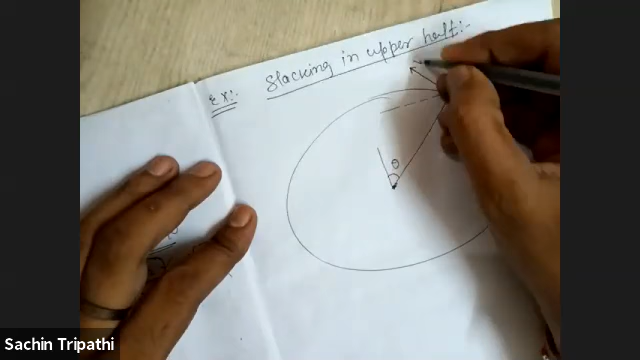 Ex:- Slacking in upper half:-
θ
Sachin Tripathi